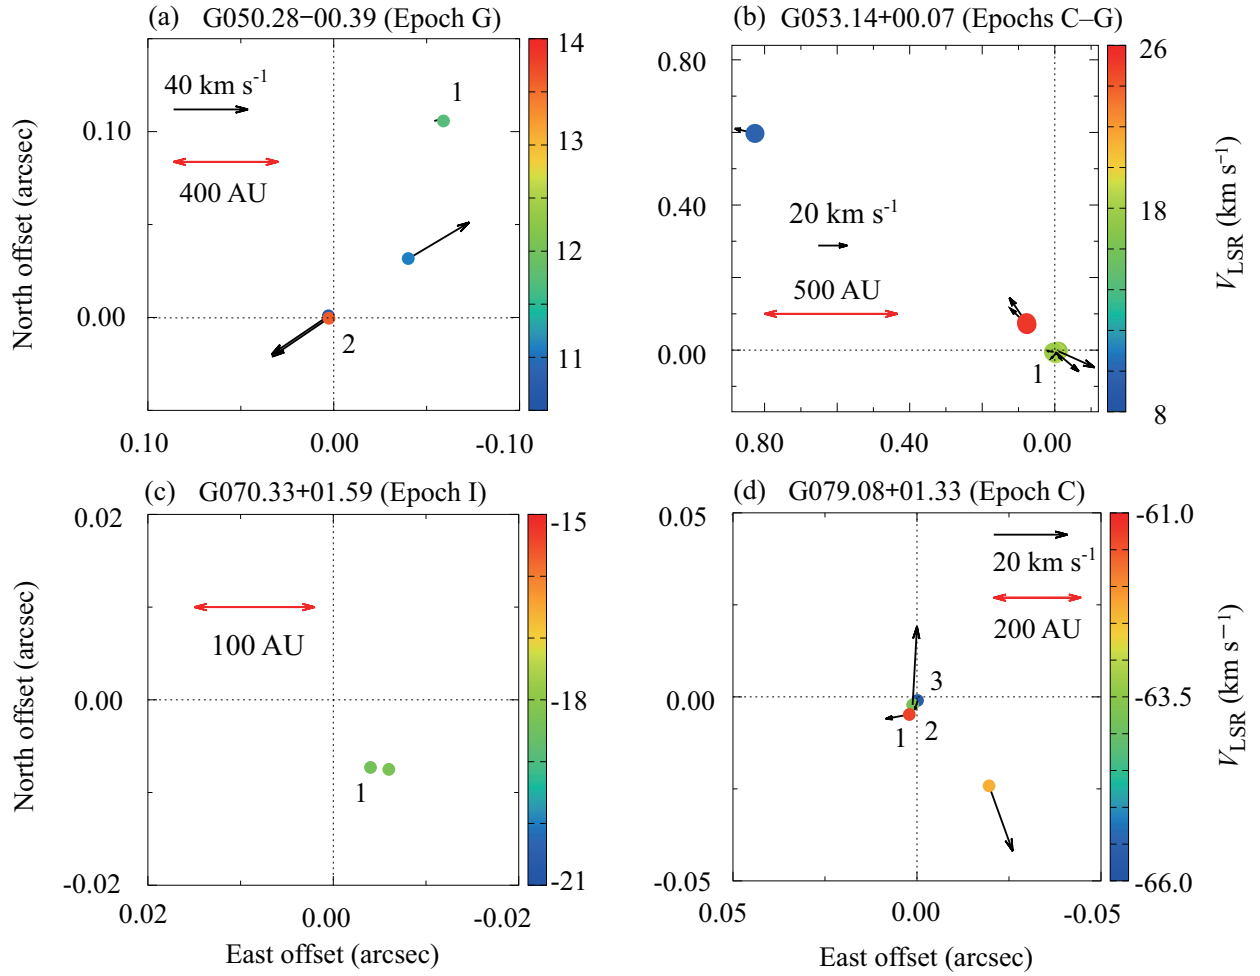 (a) G050.28−00.39 (Epoch G)
40 km s-1
400 AU
1
2
0.10
0.00
North offset (arcsec)
0.10 0.00 -0.10
14
13
12
11
(b) G053.14+00.07 (Epochs C–G)
20 km s-1
500 AU
1
0.80
0.40
0.00
0.80 0.40 0.00
26
18
8
VLSR (km s−1)
(c) G070.33+01.59 (Epoch I)
100 AU
1
0.02
0.00
-0.02
North offset (arcsec)
0.02 0.00 -0.02
East offset (arcsec)
-15
-18
-21
(d) G079.08+01.33 (Epoch C)
20 km s-1
200 AU
3
1 2
0.05
0.00
-0.05
0.05 0.00 -0.05
East offset (arcsec)
-61.0
-63.5
-66.0
VLSR (km s−1)